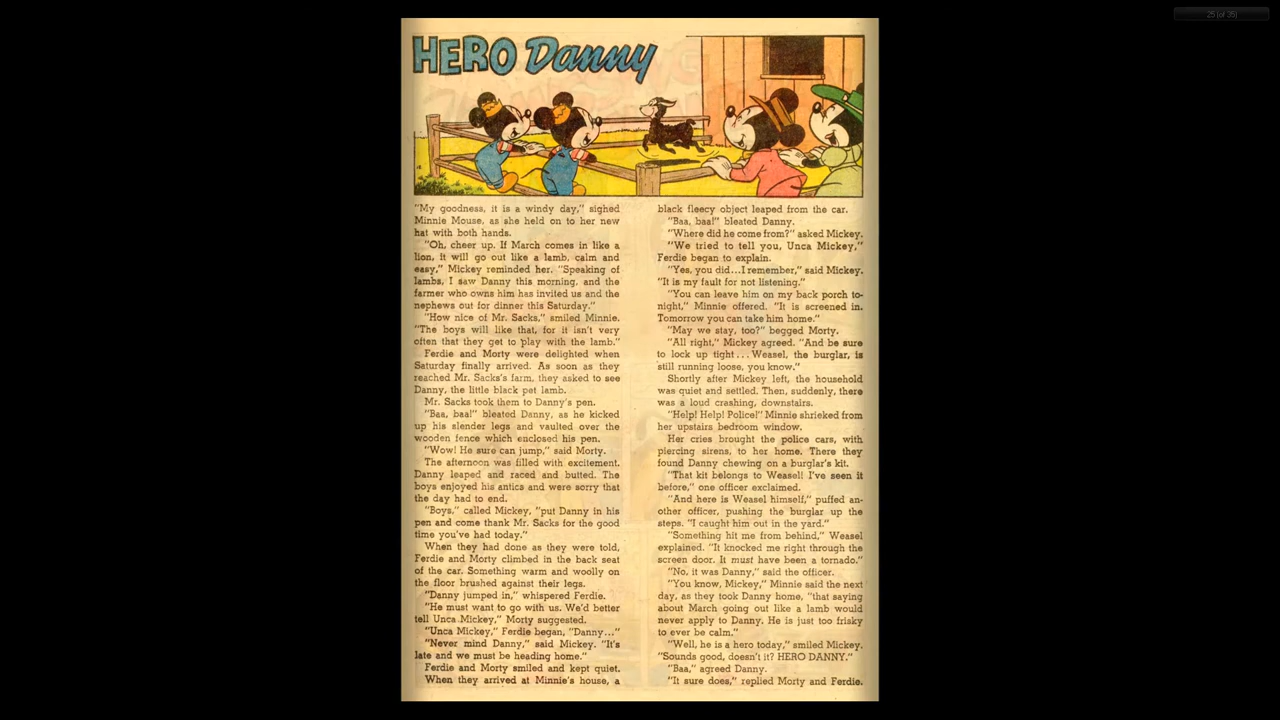 25 (of 35)
HERO Danny
"My goodness, it is a windy day," sighed
Minnie Mouse, as she held on to her new
hat with both hands.
"Oh, cheer up. If March comes in like a
lion, it will go out like a lamb, calm and
easy," Mickey reminded her. "Speaking of
lambs, I saw Danny this morning, and the
farmer who owns him has invited us and the
nephews out for dinner this Saturday."
"How nice of Mr. Sacks," smiled Minnie.
"The boys will like that, for it isn't very
often that they get to play with the lamb."
Ferdie and Morty were delighted when
Saturday finally arrived. As soon as they
reached Mr. Sacks's farm, they asked to see
Danny, the little black pet lamb.
Mr. Sacks took them to Danny's pen.
"Baa, baa!" bleated Danny, as he kicked
up his slender legs and vaulted over the
wooden fence which enclosed his pen.
"Wow! He sure can jump," said Morty.
The afternoon was filled with excitement.
Danny leaped and raced and butted. The
boys enjoyed his antics and were sorry that
the day had to end.
"Boys," called Mickey, "put Danny in his
pen and come thank Mr. Sacks for the good
time you've had today."
When they had done as they were told,
Ferdie and Morty climbed in the back seat
of the car. Something warm and woolly on
the floor brushed against their legs.
"Danny jumped in," whispered Ferdie.
"He must want to go with us. We'd better
tell Unca Mickey," Morty suggested.
"Unca Mickey," Ferdie began, "Danny..."
"Never mind Danny," said Mickey. "It's
late and we must be heading home."
Ferdie and Morty smiled and kept quiet.
When they arrived at Minnie's house, a
black fleecy object leaped from the car.
"Baa, baa!" bleated Danny.
"Where did he come from?" asked Mickey.
"We tried to tell you, Unca Mickey,"
Ferdie began to explain.
"Yes, you did...I remember," said Mickey.
"It is my fault for not listening."
"You can leave him on my back porch to-
night," Minnie offered. "It is screened in.
Tomorrow you can take him home."
"May we stay, too?" begged Morty.
"All right," Mickey agreed. "And be sure
to lock up tight... Weasel, the burglar, is
still running loose, you know."
Shortly after Mickey left, the household
was quiet and settled. Then, suddenly, there
was a loud crashing, downstairs.
"Help! Help! Police!" Minnie shrieked from
her upstairs bedroom window.
Her cries brought the police cars, with
piercing sirens, to her home. There they
found Danny chewing on a burglar's kit.
"That kit belongs to Weasel! I've seen it
before," one officer exclaimed.
"And here is Weasel himself," puffed an-
other officer, pushing the burglar up the
steps. "I caught him out in the yard."
"Something hit me from behind," Weasel
explained. "It knocked me right through the
screen door. It must have been a tornado."
"No, it was Danny," said the officer.
"You know, Mickey," Minnie said the next
day, as they took Danny home, "that saying
about March going out like a lamb would
never apply to Danny. He is just too frisky
to ever be calm."
"Well, he is a hero today," smiled Mickey.
"Sounds good, doesn't it? HERO DANNY."
"Baa," agreed Danny.
"It sure does," replied Morty and Ferdie.